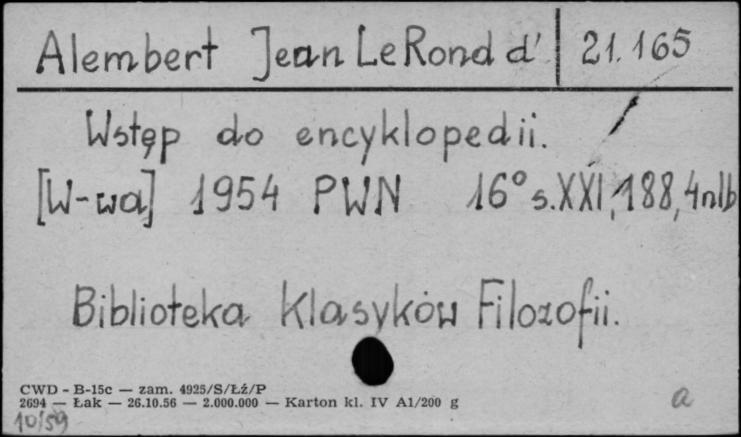 Alembert Jean Le Rond d' 21.165
Wstęp do encyklopedii.
[W-wa] 1954 PWN 16° s.XXI,188,4nlb
Biblioteka Klasyków Filozofii.
CWD - B-15c — zam. 4925/S/Łź/P
2694 — Łak — 26.10.56 — 2.000.000 — Karton kl. IV A1/200 g
a
10/59